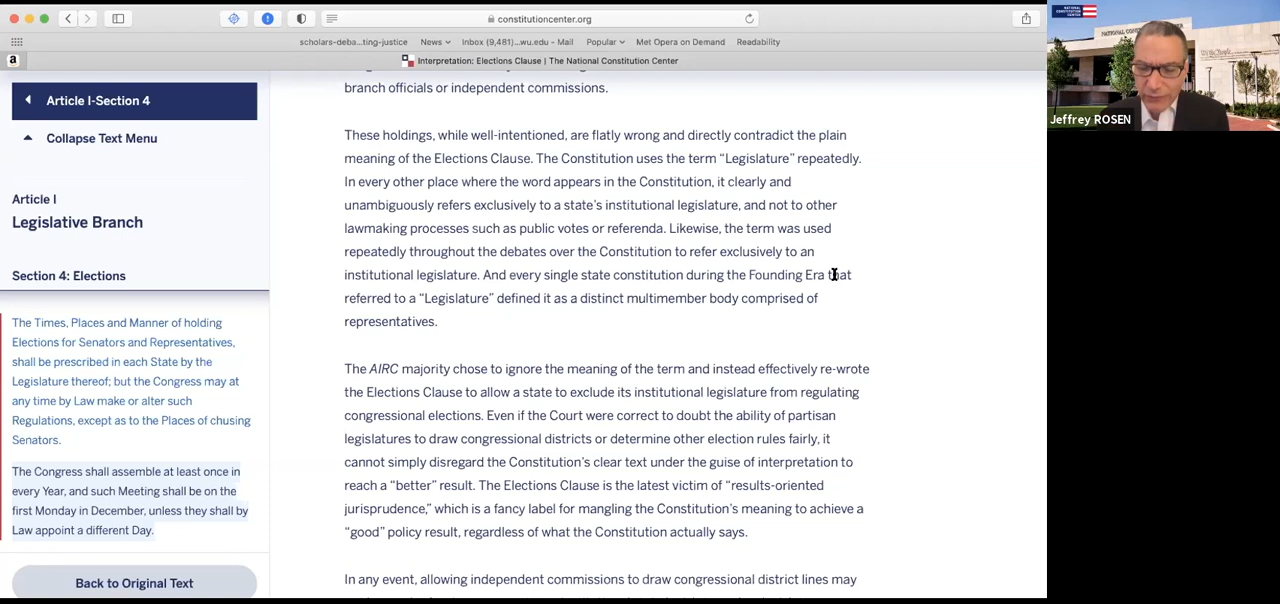 constitutioncenter.org
scholars-deba...ting-justice
News
Inbox (9,481)...wu.edu – Mail
Popular
Met Opera on Demand
Readability
a
Interpretation: Elections Clause | The National Constitution Center
Article I-Section 4
Collapse Text Menu
Article I
Legislative Branch
Section 4: Elections
The Times, Places and Manner of holding
Elections for Senators and Representatives,
shall be prescribed in each State by the
Legislature thereof; but the Congress may at
any time by Law make or alter such
Regulations, except as to the Places of chusing
Senators.
The Congress shall assemble at least once in
every Year, and such Meeting shall be on the
first Monday in December, unless they shall by
Law appoint a different Day.
Back to Original Text
branch officials or independent commissions.
These holdings, while well-intentioned, are flatly wrong and directly contradict the plain
meaning of the Elections Clause. The Constitution uses the term “Legislature” repeatedly.
In every other place where the word appears in the Constitution, it clearly and
unambiguously refers exclusively to a state’s institutional legislature, and not to other
lawmaking processes such as public votes or referenda. Likewise, the term was used
repeatedly throughout the debates over the Constitution to refer exclusively to an
institutional legislature. And every single state constitution during the Founding Era that
referred to a “Legislature” defined it as a distinct multimember body comprised of
representatives.
The AIRC majority chose to ignore the meaning of the term and instead effectively re-wrote
the Elections Clause to allow a state to exclude its institutional legislature from regulating
congressional elections. Even if the Court were correct to doubt the ability of partisan
legislatures to draw congressional districts or determine other election rules fairly, it
cannot simply disregard the Constitution’s clear text under the guise of interpretation to
reach a “better” result. The Elections Clause is the latest victim of “results-oriented
jurisprudence,” which is a fancy label for mangling the Constitution’s meaning to achieve a
“good” policy result, regardless of what the Constitution actually says.
In any event, allowing independent commissions to draw congressional district lines may
NATIONAL
CONSTITUTION
CENTER
Jeffrey ROSEN